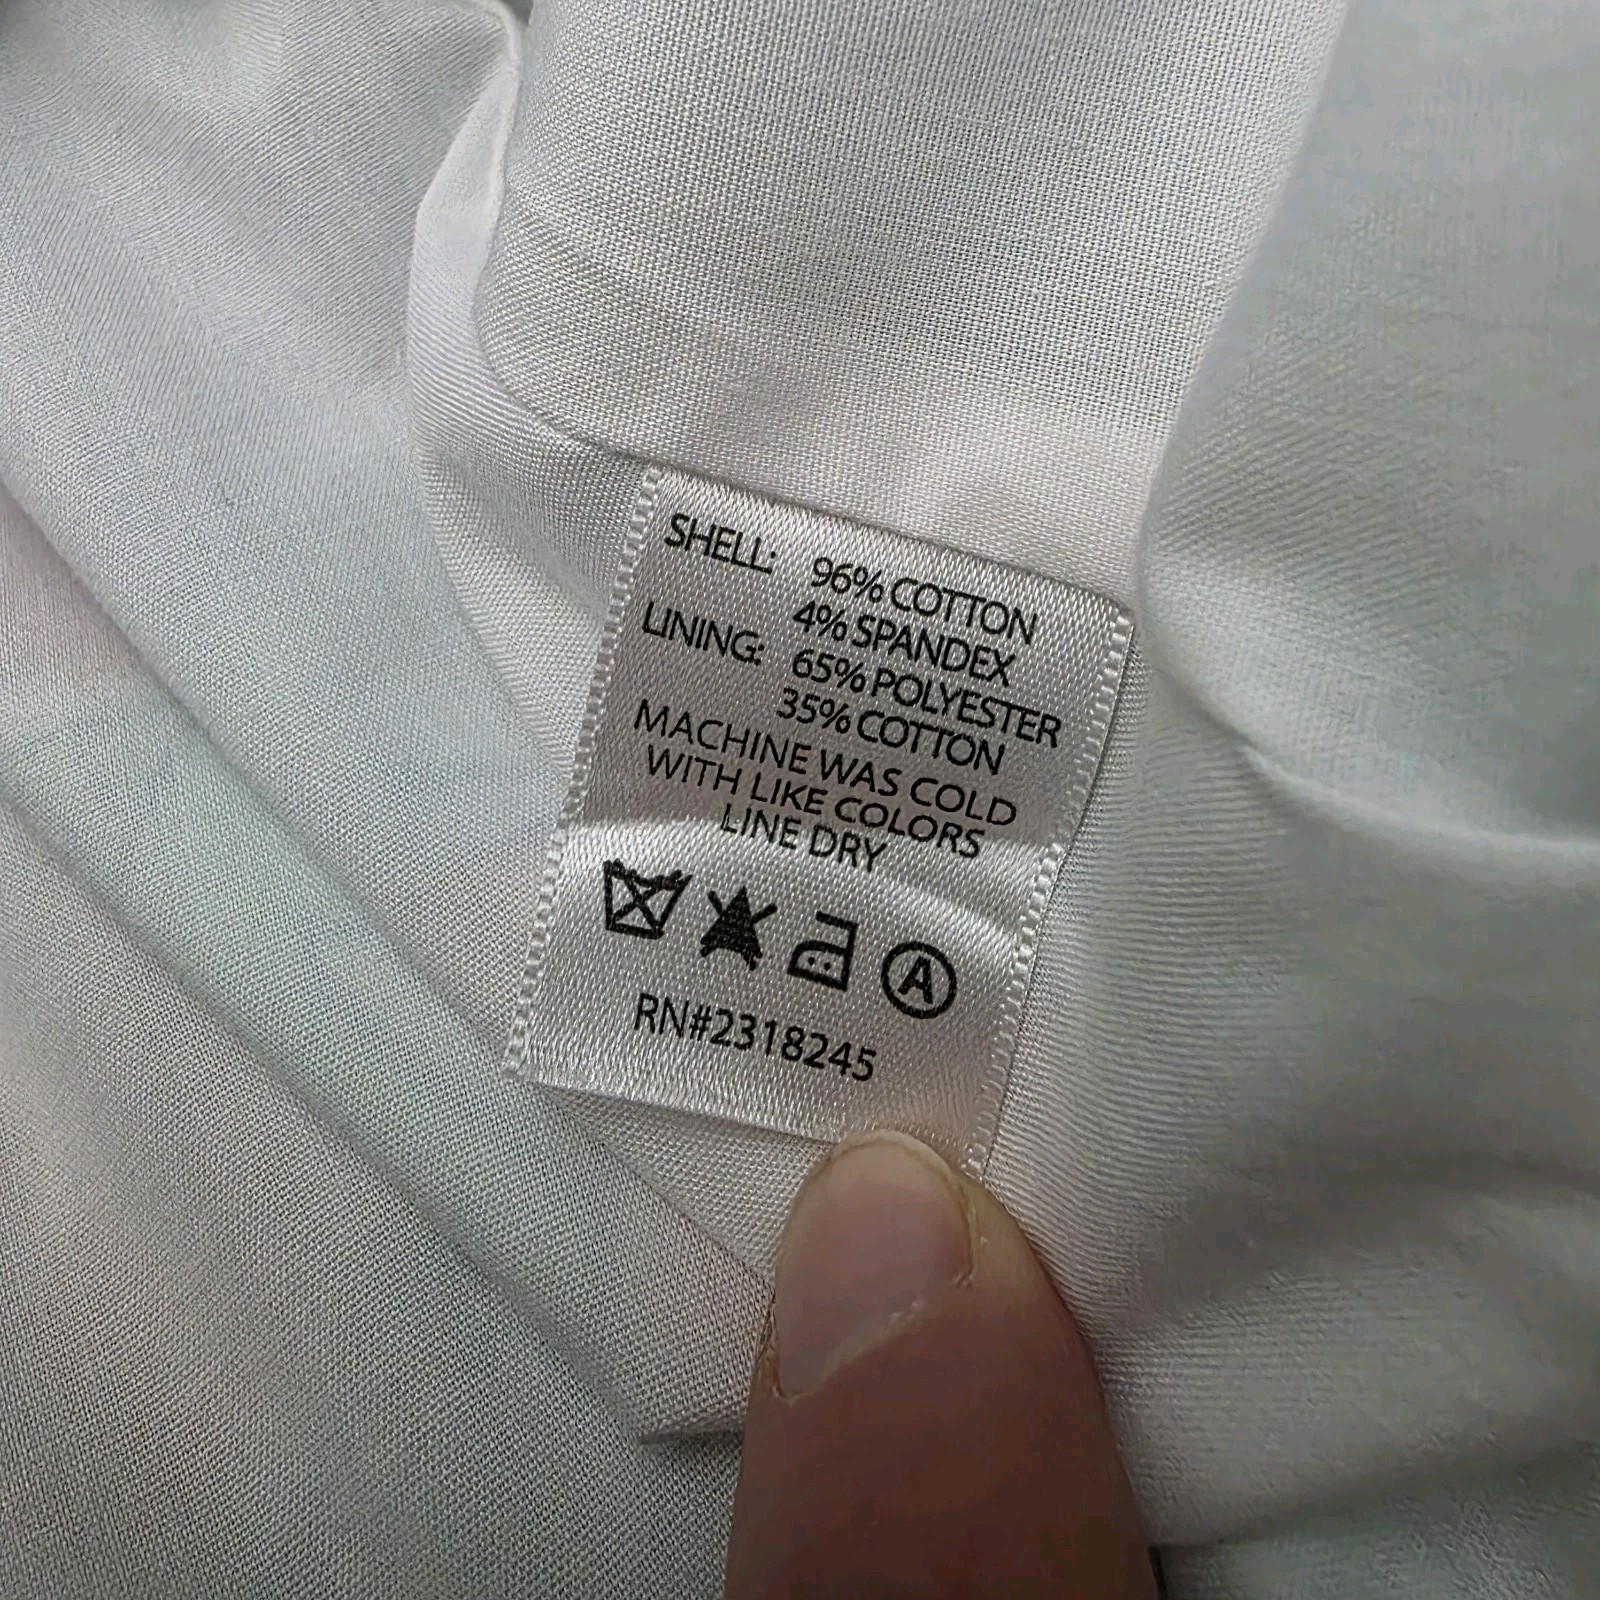 SHELL: 96% COTTON
4% SPANDEX
LINING: 65% POLYESTER
35% COTTON
MACHINE WAS COLD
WITH LIKE COLORS
LINE DRY
A
RN#2318245